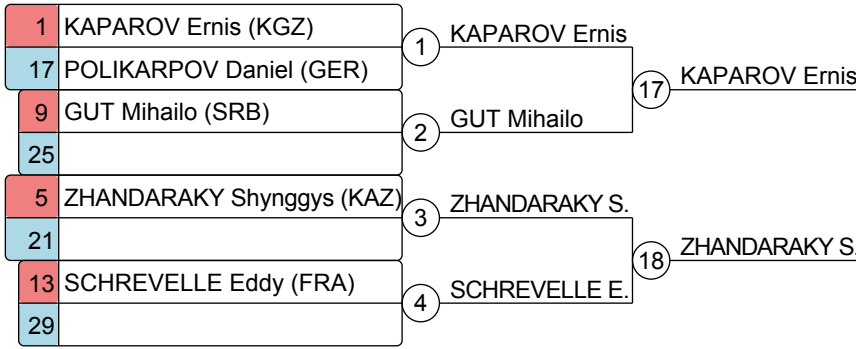 1 KAPAROV Ernis (KGZ)
17 POLIKARPOV Daniel (GER)
1 KAPAROV Ernis
9 GUT Mihailo (SRB)
25
2 GUT Mihailo
17 KAPAROV Ernis
5 ZHANDARAKY Shynggys (KAZ)
21
3 ZHANDARAKY S.
13 SCHREVELLE Eddy (FRA)
29
4 SCHREVELLE E.
18 ZHANDARAKY S.